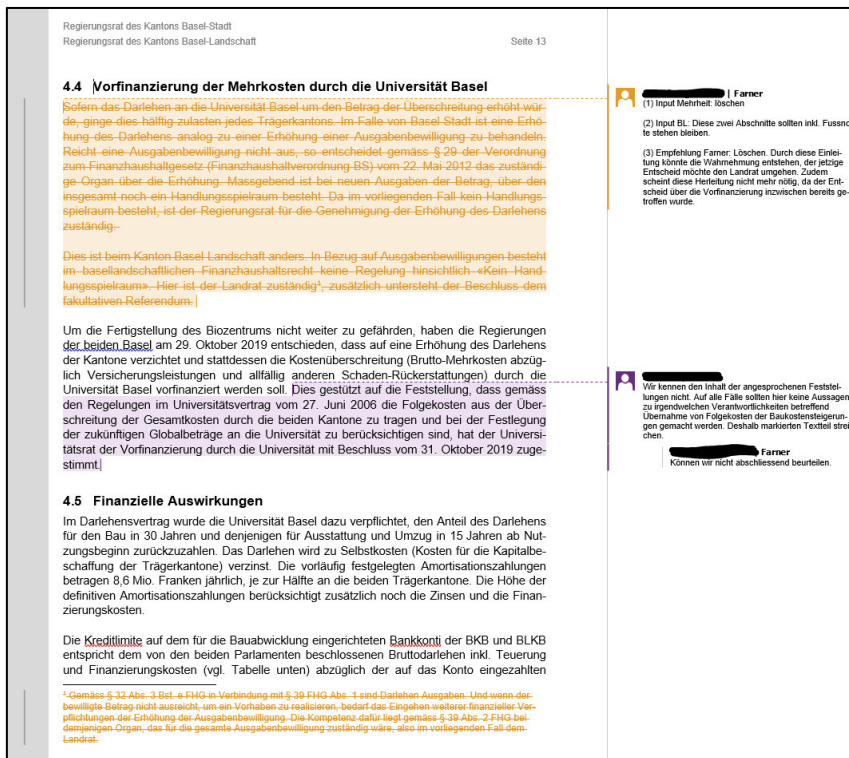 Regierungsrat des Kantons Basel-Stadt
Regierungsrat des Kantons Basel-Landschaft Seite 13
4.4 Vorfinanzierung der Mehrkosten durch die Universität Basel
Sofern das Darlehen an die Universität Basel um den Betrag der Überschreitung erhöht wür-
de, ginge dies hälftig zulasten jedes Trägerkantons. Im Falle von Basel Stadt ist eine Erhö-
hung des Darlehens analog zu einer Erhöhung einer Ausgabenbewilligung zu behandeln.
Reicht eine Ausgabenbewilligung nicht aus, so entscheidet gemäss § 29 der Verordnung
zum Finanzhaushaltgesetz (Finanzhaushaltverordnung BS) vom 22. Mai 2012 das zuständi-
ge Organ über die Erhöhung. Massgebend ist bei neuen Ausgaben der Betrag, über den
insgesamt noch ein Handlungsspielraum besteht. Da im vorliegenden Fall kein Handlungs-
spielraum besteht, ist der Regierungsrat für die Genehmigung der Erhöhung des Darlehens
zuständig.
Dies ist beim Kanton Basel Landschaft anders. In Bezug auf Ausgabenbewilligungen besteht
im basellandschaftlichen Finanzhaushaltsrecht keine Regelung hinsichtlich «Kein Hand-
lungsspielraum». Hier ist der Landrat zuständig¹, zusätzlich untersteht der Beschluss dem
fakultativen Referendum.
Um die Fertigstellung des Biozentrums nicht weiter zu gefährden, haben die Regierungen
der beiden Basel am 29. Oktober 2019 entschieden, dass auf eine Erhöhung des Darlehens
der Kantone verzichtet und stattdessen die Kostenüberschreitung (Brutto-Mehrkosten abzüg-
lich Versicherungsleistungen und allfällig anderen Schaden-Rückerstattungen) durch die
Universität Basel vorfinanziert werden soll. Dies gestützt auf die Feststellung, dass gemäss
den Regelungen im Universitätsvertrag vom 27. Juni 2006 die Folgekosten aus der Über-
schreitung der Gesamtkosten durch die beiden Kantone zu tragen und bei der Festlegung
der zukünftigen Globalbeträge an die Universität zu berücksichtigen sind, hat der Universi-
tätsrat der Vorfinanzierung durch die Universität mit Beschluss vom 31. Oktober 2019 zuge-
stimmt.
4.5 Finanzielle Auswirkungen
Im Darlehensvertrag wurde die Universität Basel dazu verpflichtet, den Anteil des Darlehens
für den Bau in 30 Jahren und denjenigen für Ausstattung und Umzug in 15 Jahren ab Nut-
zungsbeginn zurückzuzahlen. Das Darlehen wird zu Selbstkosten (Kosten für die Kapitalbe-
schaffung der Trägerkantone) verzinst. Die vorläufig festgelegten Amortisationszahlungen
betragen 8,6 Mio. Franken jährlich, je zur Hälfte an die beiden Trägerkantone. Die Höhe der
definitiven Amortisationszahlungen berücksichtigt zusätzlich noch die Zinsen und die Finan-
zierungskosten.
Die Kreditlimite auf dem für die Bauabwicklung eingerichteten Bankkonti der BKB und BLKB
entspricht dem von den beiden Parlamenten beschlossenen Bruttodarlehen inkl. Teuerung
und Finanzierungskosten (vgl. Tabelle unten) abzüglich der auf das Konto eingezahlten
¹ Gemäss § 32 Abs. 3 Bst. e FHG in Verbindung mit § 39 FHG Abs. 1 sind Darlehen Ausgaben. Und wenn der
bewilligte Betrag nicht ausreicht, um ein Vorhaben zu realisieren, bedarf das Eingehen weiterer finanzieller Ver-
pflichtungen der Erhöhung der Ausgabenbewilligung. Die Kompetenz dafür liegt gemäss § 39 Abs. 2 FHG bei
demjenigen Organ, das für die gesamte Ausgabenbewilligung zuständig wäre, also im vorliegenden Fall dem
Landrat.
| Farner
(1) Input Mehrheit: löschen
(2) Input BL: Diese zwei Abschnitte sollten inkl. Fussno
te stehen bleiben.
(3) Empfehlung Farner: Löschen. Durch diese Einlei-
tung könnte die Wahrnehmung entstehen, der jetzige
Entscheid möchte den Landrat umgehen. Zudem
scheint diese Herleitung nicht mehr nötig, da der Ent-
scheid über die Vorfinanzierung inzwischen bereits ge-
troffen wurde.
Wir kennen den Inhalt der angesprochenen Feststel-
lungen nicht. Auf alle Fälle sollten hier keine Aussagen
zu irgendwelchen Verantwortlichkeiten betreffend
Übernahme von Folgekosten der Baukostensteigerun-
gen gemacht werden. Deshalb markierten Textteil strei
chen.
Farner
Können wir nicht abschliessend beurteilen.